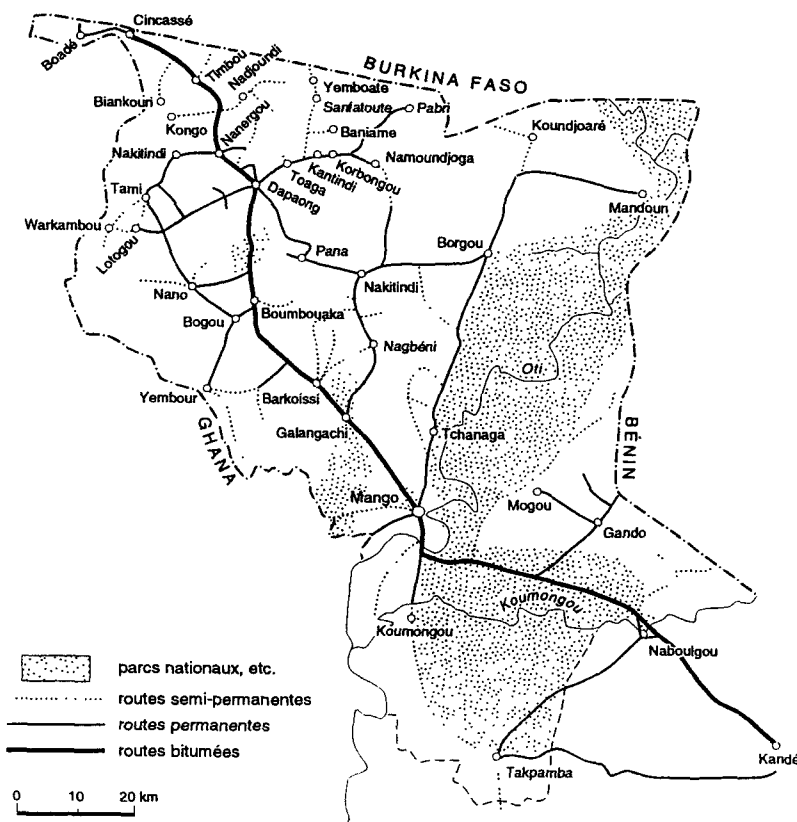 Cincassé
Boadé
BURKINA FASO
Timbou
Nadjoundi
Yemboate
Biankouri
Sanfatoute
Pabri
Kongo
Nanergou
Baniame
Koundjoaré
Nakitindi
Namoundjoga
Korbongou
Kantindi
Toaga
Tami
Dapaong
Mandouri
Warkambou
Lotogou
Pana
Borgou
Nano
Nakitindi
Bogou
Boumbouaka
Nagbéni
Oti
Yembour
Barkoissi
GHANA
Galangachi
Tchanaga
BÉNIN
Mango
Mogou
Gando
Koumongou
Koumongou
Naboulgou
parcs nationaux, etc.
routes semi-permanentes
routes permanentes
routes bitumées
Takpamba
Kandé
0 10 20 km